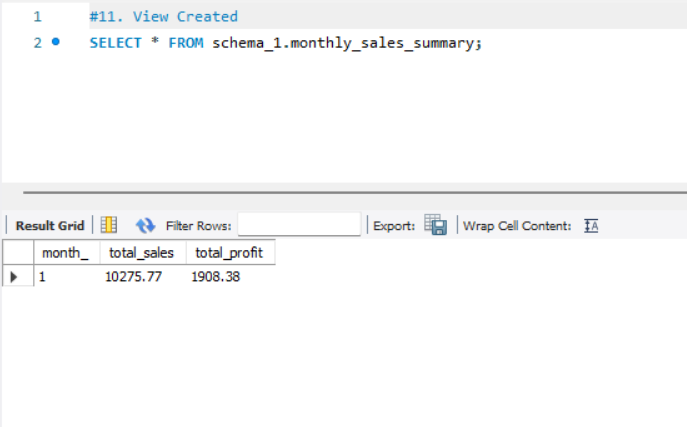 1 #11. View Created
2 SELECT * FROM schema_1.monthly_sales_summary;
Result Grid Filter Rows: Export: Wrap Cell Content: IA
month_ total_sales total_profit
1 10275.77 1908.38